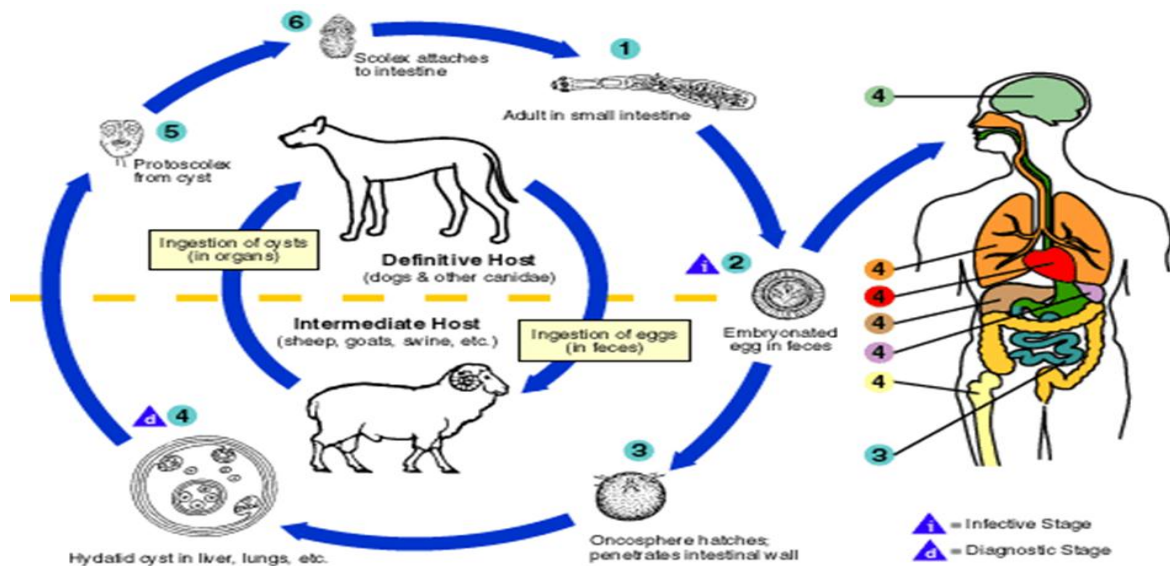 6
Scolex attaches
to intestine
1
Adult in small intestine
5
Protoscolex
from cyst
Ingestion of cysts
(in organs)
Definitive Host
(dogs & other canidae)
i 2
Embryonated
egg in feces
Intermediate Host
(sheep, goats, swine, etc.)
Ingestion of eggs
(in feces)
d 4
Hydatid cyst in liver, lungs, etc.
3
Oncosphere hatches;
penetrates intestinal wall
4
4
4
4
4
4
3
i = Infective Stage
d = Diagnostic Stage